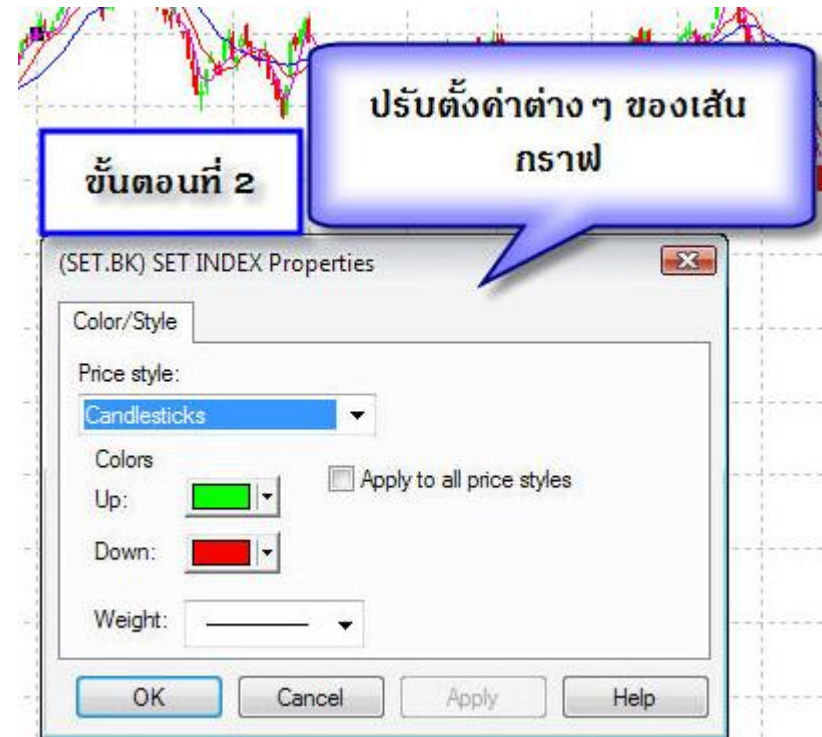 ปรับตั้งค่าต่าง ๆ ของเส้น
กราฟ
ขั้นตอนที่ 2
(SET.BK) SET INDEX Properties
Color/Style
Price style:
Candlesticks
Colors
Apply to all price styles
Up:
Down:
Weight:
OK Cancel Apply Help